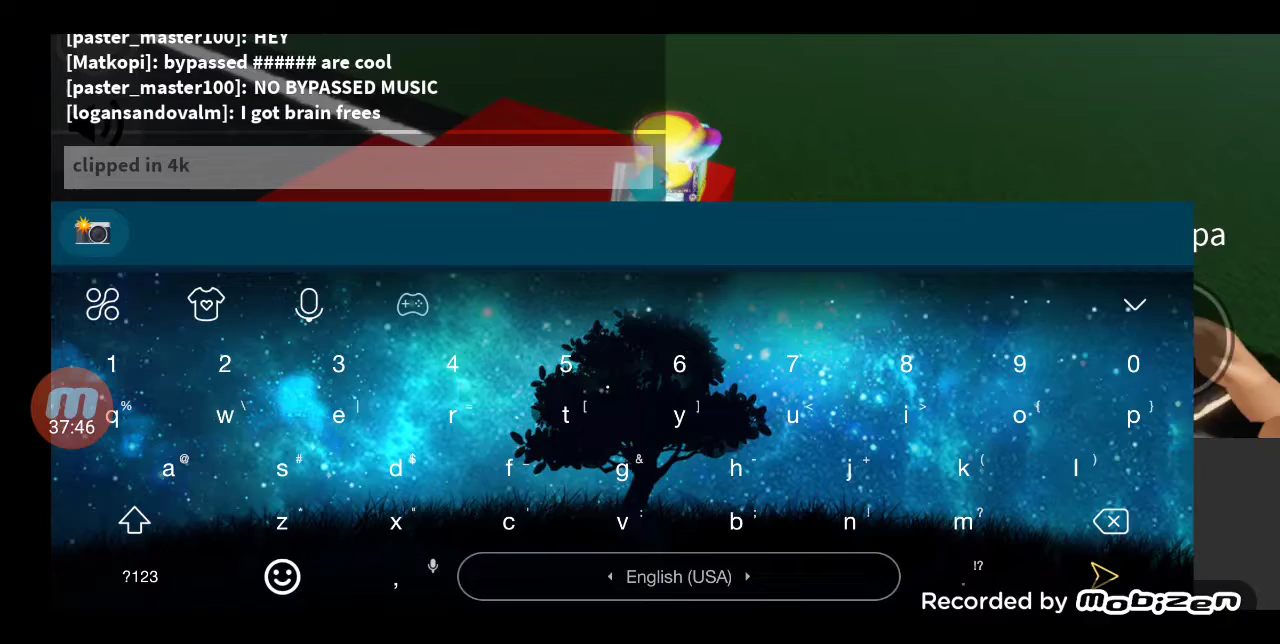 [paster_master100]: HEY
[Matkopi]: bypassed ###### are cool
[paster_master100]: NO BYPASSED MUSIC
[logansandovalm]: I got brain frees
clipped in 4k
pa
1 2 3 4 5 6 7 8 9 0
37:46
q % w \ e | r = t [ y ] u < i > o { p }
a @ s # d $ f _ g & h - j + k ( l )
z * x " c ' v : b ; n ! m ?
?123 , English (USA) . !?
Recorded by mobizen